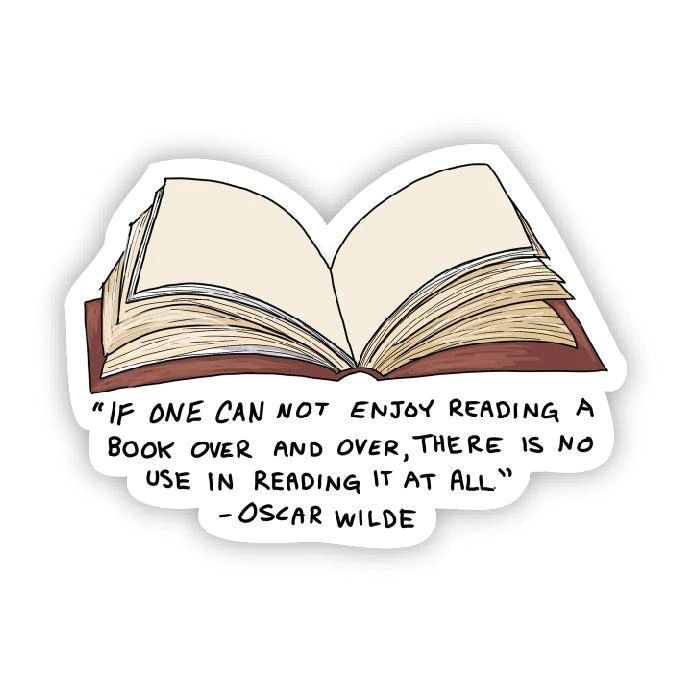 “IF ONE CAN NOT ENJOY READING A
BOOK OVER AND OVER, THERE IS NO
USE IN READING IT AT ALL.”
-OSCAR WILDE